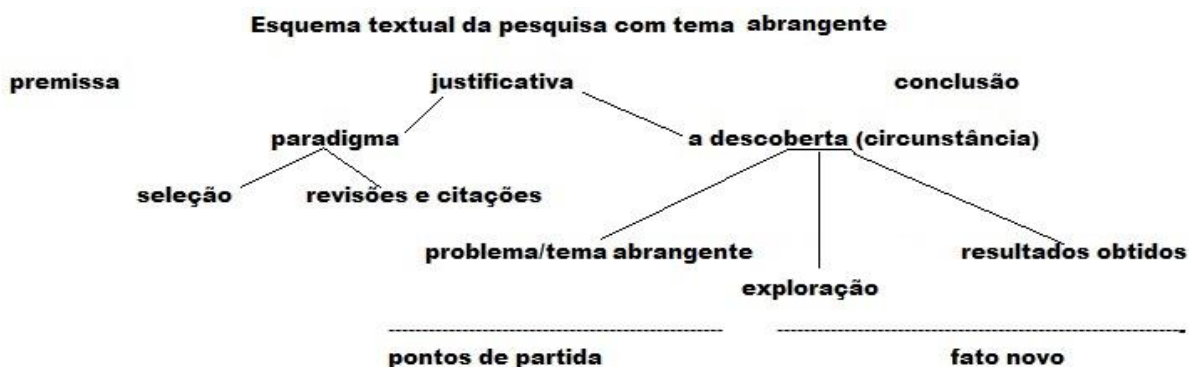 Esquema textual da pesquisa com tema abrangente
premissa justificativa conclusão
paradigma a descoberta (circunstância)
seleção revisões e citações
problema/tema abrangente resultados obtidos
exploração
pontos de partida fato novo